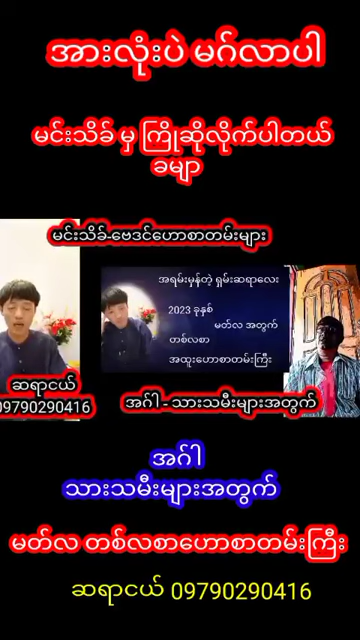 အားလုံးပဲ မင်္ဂလာပါ
မင်းသိခ် မှ ကြိုဆိုလိုက်ပါတယ်
ခမျာ
မင်းသိခ်-ဗေဒင်ဟောစာတမ်းများ
အရမ်းမှန်တဲ့ ရှမ်းဆရာလေး
2023 ခုနှစ်
မတ်လ အတွက်
တစ်လစာ
အထူးဟောစာတမ်းကြီး
ဆရာငယ်
09790290416
အင်္ဂါ - သားသမီးများအတွက်
အင်္ဂါ
သားသမီးများအတွက်
မတ်လ တစ်လစာဟောစာတမ်းကြီး
ဆရာငယ် 09790290416